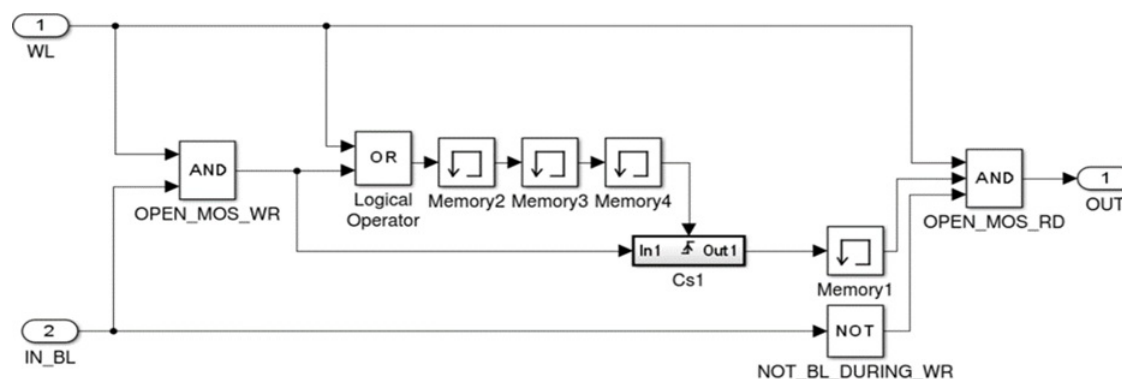 1
WL
AND
OPEN_MOS_WR
OR
Logical
Operator
Memory2
Memory3
Memory4
In1
Out1
Cs1
Memory1
AND
OPEN_MOS_RD
1
OUT
2
IN_BL
NOT
NOT_BL_DURING_WR